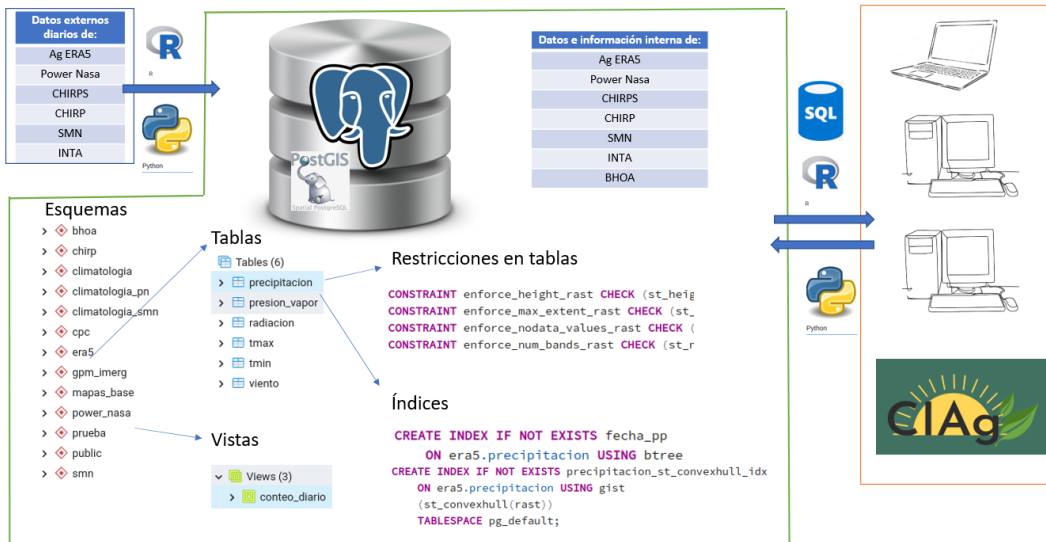 Datos externos
diarios de:
Ag ERA5
Power Nasa
CHIRPS
CHIRP
SMN
INTA
R
Python
PostGIS
Spatial PostgreSQL
Datos e información interna de:
Ag ERA5
Power Nasa
CHIRPS
CHIRP
SMN
INTA
BHOA
SQL
R
Python
CIAg
Esquemas
bhoa
chirp
climatologia
climatologia_pn
climatologia_smn
cpc
era5
gpm_imerg
mapas_base
power_nasa
prueba
public
smn
Tablas
Tables (6)
precipitacion
presion_vapor
radiacion
tmax
tmin
viento
Vistas
Views (3)
conteo_diario
Restricciones en tablas
CONSTRAINT enforce_height_rast CHECK (st_heig
CONSTRAINT enforce_max_extent_rast CHECK (st_
CONSTRAINT enforce_nodata_values_rast CHECK (
CONSTRAINT enforce_num_bands_rast CHECK (st_n
Índices
CREATE INDEX IF NOT EXISTS fecha_pp
ON era5.precipitacion USING btree
CREATE INDEX IF NOT EXISTS precipitacion_st_convexhull_idx
ON era5.precipitacion USING gist
(st_convexhull(rast))
TABLESPACE pg_default;